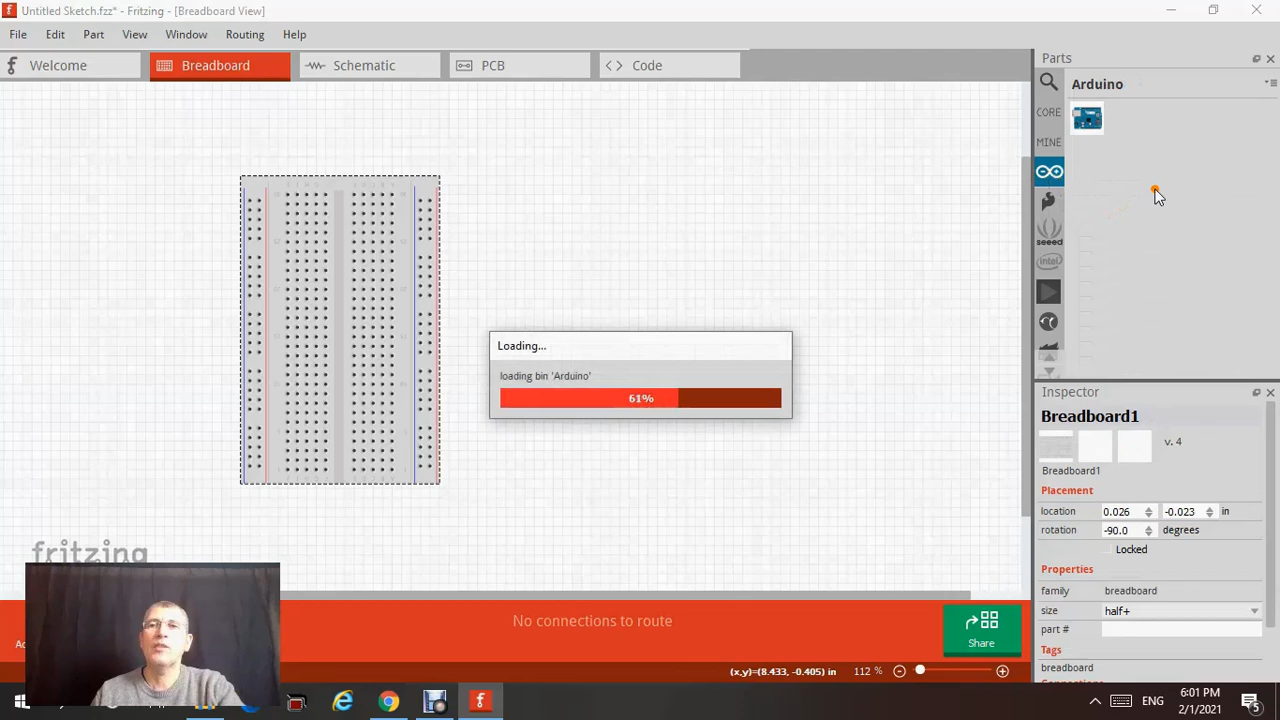 Untitled Sketch.fzz* - Fritzing - [Breadboard View]
File Edit Part View Window Routing Help
Welcome Breadboard Schematic PCB Code
Parts
Arduino
CORE
MINE
seeed
intel
Loading...
loading bin 'Arduino'
61%
Inspector
Breadboard1
v. 4
Breadboard1
Placement
location 0.026 -0.023 in
rotation -90.0 degrees
Locked
Properties
family breadboard
size half+
part #
Tags
breadboard
fritzing
No connections to route
Share
(x,y)=(8.433, -0.405) in 112 %
ENG
6:01 PM
2/1/2021
5